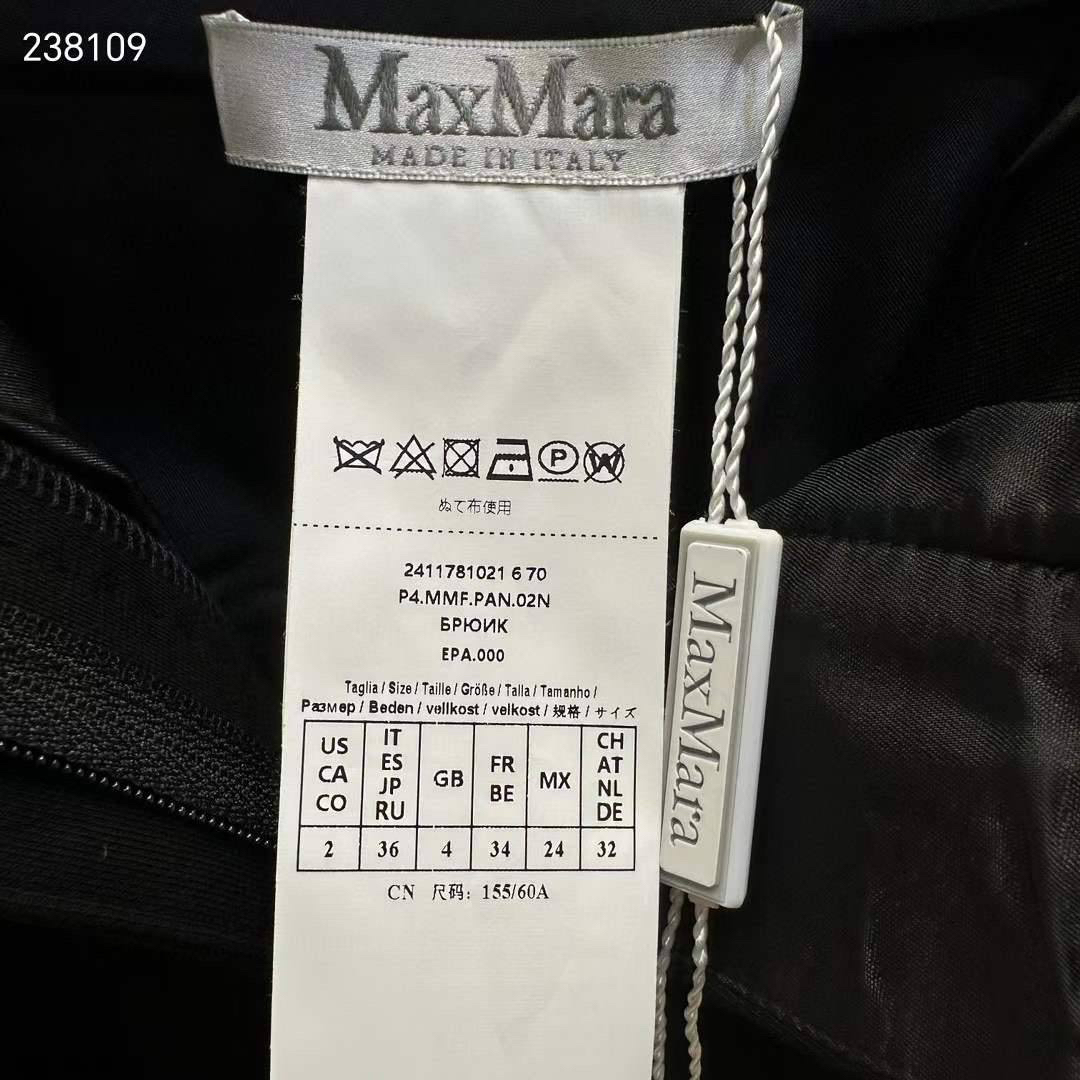 238109
MaxMara
MADE IN ITALY
P W
ぬて布使用
2411781021 6 70
P4.MMF.PAN.02N
БРЮИК
EPA.000
Taglia / Size / Taille / Größe / Talla / Tamanho /
Размер / Beden / vellkost / velkost / 规格 / サイズ
US CA CO IT ES JP RU GB FR BE MX CH AT NL DE
2 36 4 34 24 32
CN 尺码: 155/60A
MaxMara